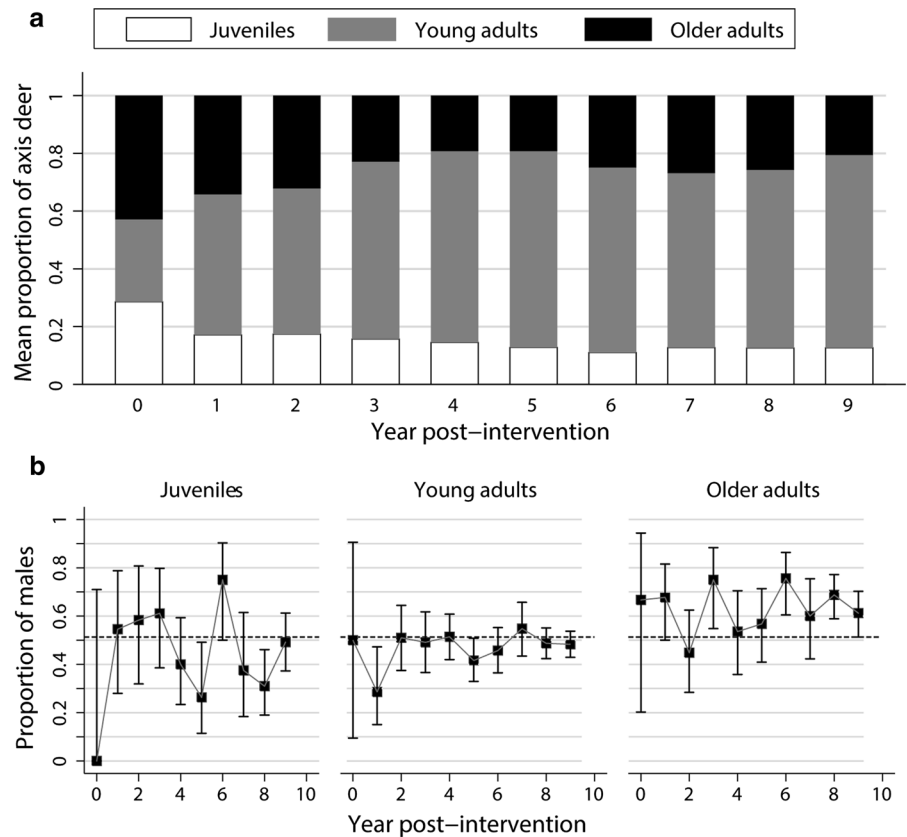 a
Juveniles Young adults Older adults
Mean proportion of axis deer
1
0.8
0.6
0.4
0.2
0
0 1 2 3 4 5 6 7 8 9
Year post−intervention
b
Juveniles Young adults Older adults
Proportion of males
1
0.8
0.6
0.4
0.2
0
0 2 4 6 8 10 0 2 4 6 8 10 0 2 4 6 8 10
Year post−intervention